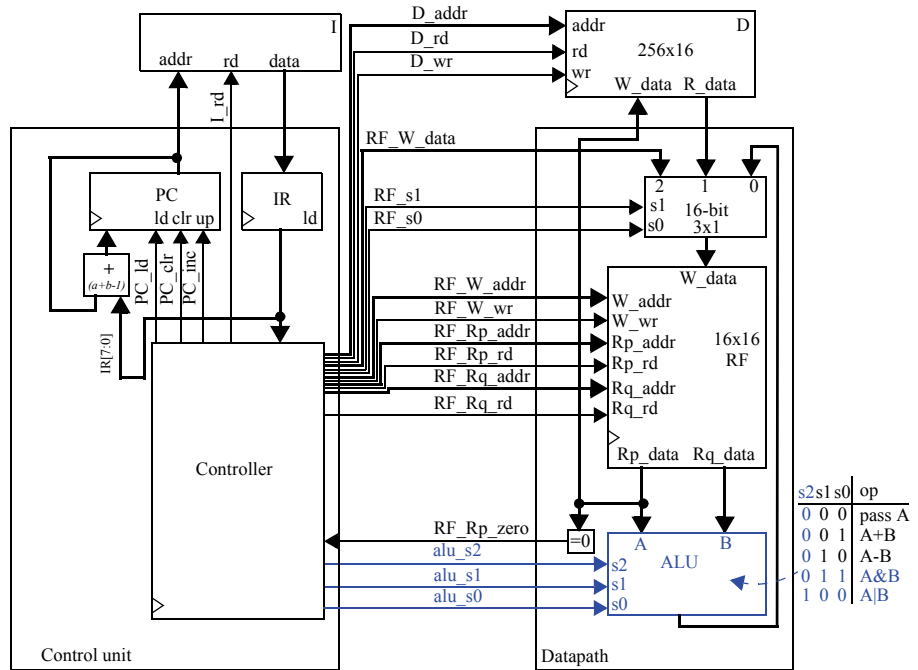 I
addr rd data
I_rd
D_addr
D_rd
D_wr
D
addr
rd
wr
256x16
W_data R_data
PC
ld clr up
IR
ld
+
(a+b-1)
IR[7:0]
PC_ld
PC_clr
PC_inc
Controller
Control unit
RF_W_data
RF_s1
RF_s0
RF_W_addr
RF_W_wr
RF_Rp_addr
RF_Rp_rd
RF_Rq_addr
RF_Rq_rd
RF_Rp_zero
alu_s2
alu_s1
alu_s0
2 1 0
s1
s0
16-bit
3x1
W_data
W_addr
W_wr
Rp_addr
Rp_rd
Rq_addr
Rq_rd
16x16
RF
Rp_data Rq_data
=0
A B
ALU
s2
s1
s0
Datapath
s2 s1 s0 op
0 0 0 pass A
0 0 1 A+B
0 1 0 A-B
0 1 1 A&B
1 0 0 A|B